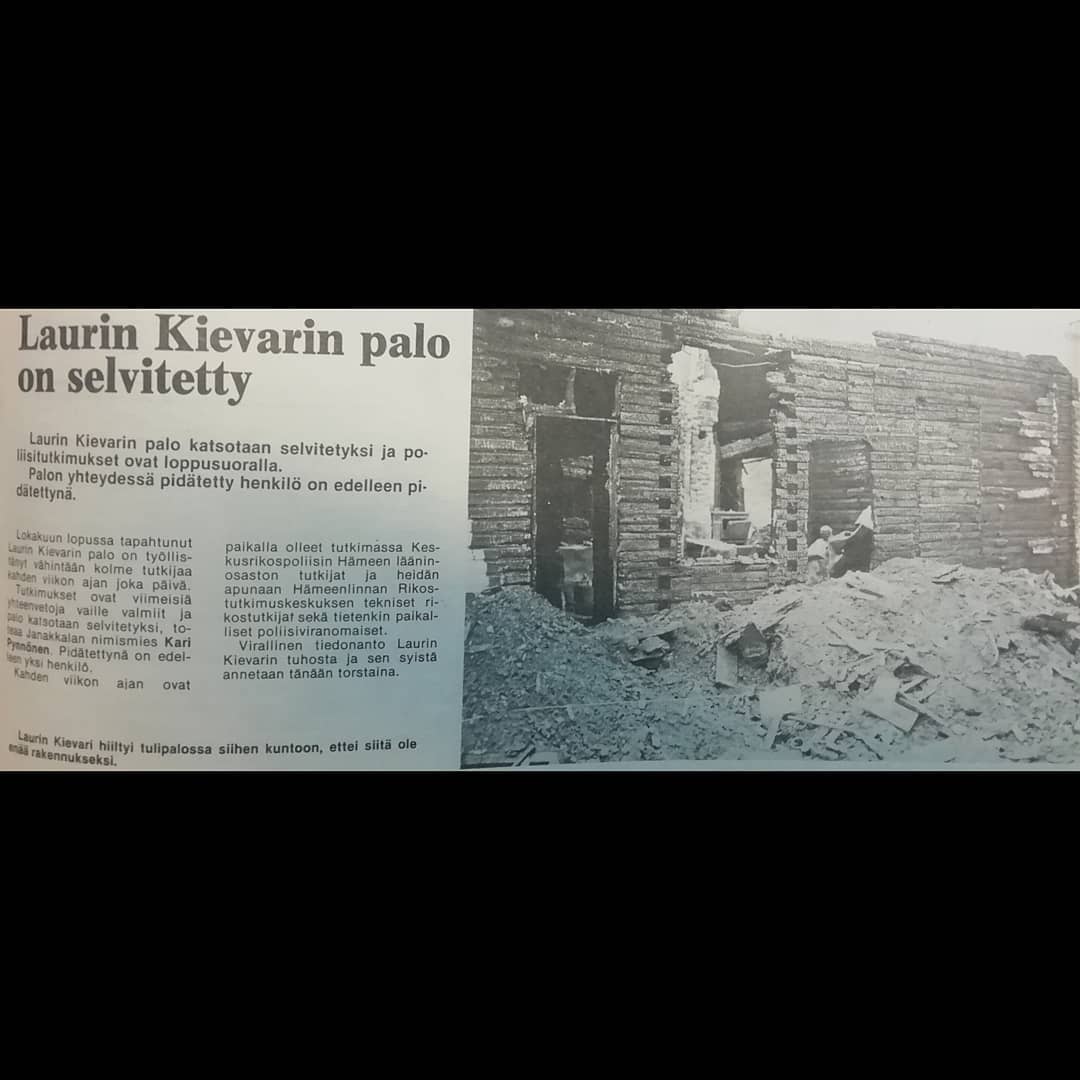 Laurin Kievarin palo
on selvitetty
Laurin Kievarin palo katsotaan selvitetyksi ja po-
liisitutkimukset ovat loppusuoralla.
Palon yhteydessä pidätetty henkilö on edelleen pi-
dätettynä.
Lokakuun lopussa tapahtunut
Laurin Kievarin palo on työllis-
tänyt vähintään kolme tutkijaa
kahden viikon ajan joka päivä.
Tutkimukset ovat viimeisiä
yhteenvetoja vaille valmiit ja
palo katsotaan selvitetyksi, to-
teaa Janakkalan nimismies Kari
Pynnönen. Pidätettynä on edel-
leen yksi henkilö.
Kahden viikon ajan ovat
paikalla olleet tutkimassa Kes-
kusrikospoliisin Hämeen läänin-
osaston tutkijat ja heidän
apunaan Hämeenlinnan Rikos-
tutkimuskeskuksen tekniset ri-
kostutkijat sekä tietenkin paikal-
liset poliisiviranomaiset.
Virallinen tiedonanto Laurin
Kievarin tuhosta ja sen syistä
annetaan tänään torstaina.
Laurin Kievari hiiltyi tulipalossa siihen kuntoon, ettei siitä ole
enää rakennukseksi.